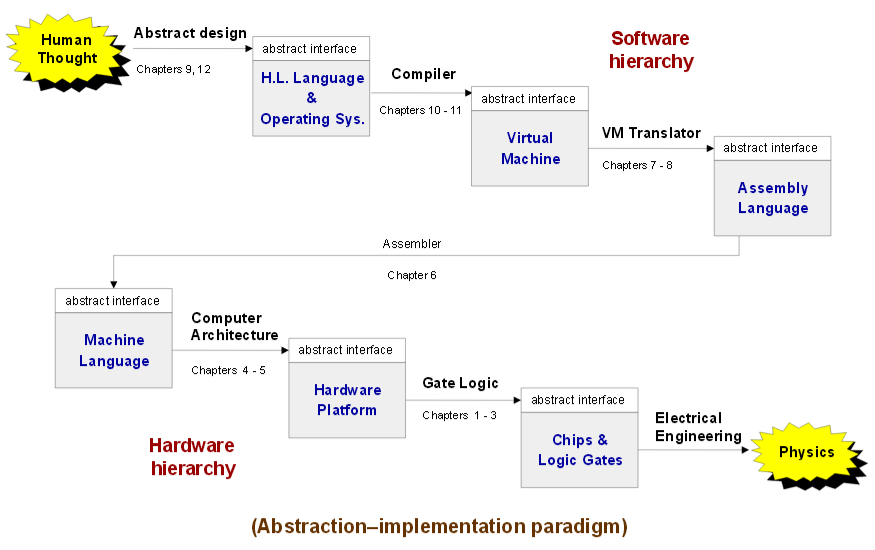 Human
Thought
Abstract design
Chapters 9, 12
abstract interface
H.L. Language
&
Operating Sys.
Compiler
Chapters 10 - 11
Software
hierarchy
abstract interface
Virtual
Machine
VM Translator
Chapters 7 - 8
abstract interface
Assembly
Language
Assembler
Chapter 6
abstract interface
Machine
Language
Computer
Architecture
Chapters 4 - 5
abstract interface
Hardware
Platform
Gate Logic
Chapters 1 - 3
abstract interface
Chips &
Logic Gates
Electrical
Engineering
Physics
Hardware
hierarchy
(Abstraction–implementation paradigm)